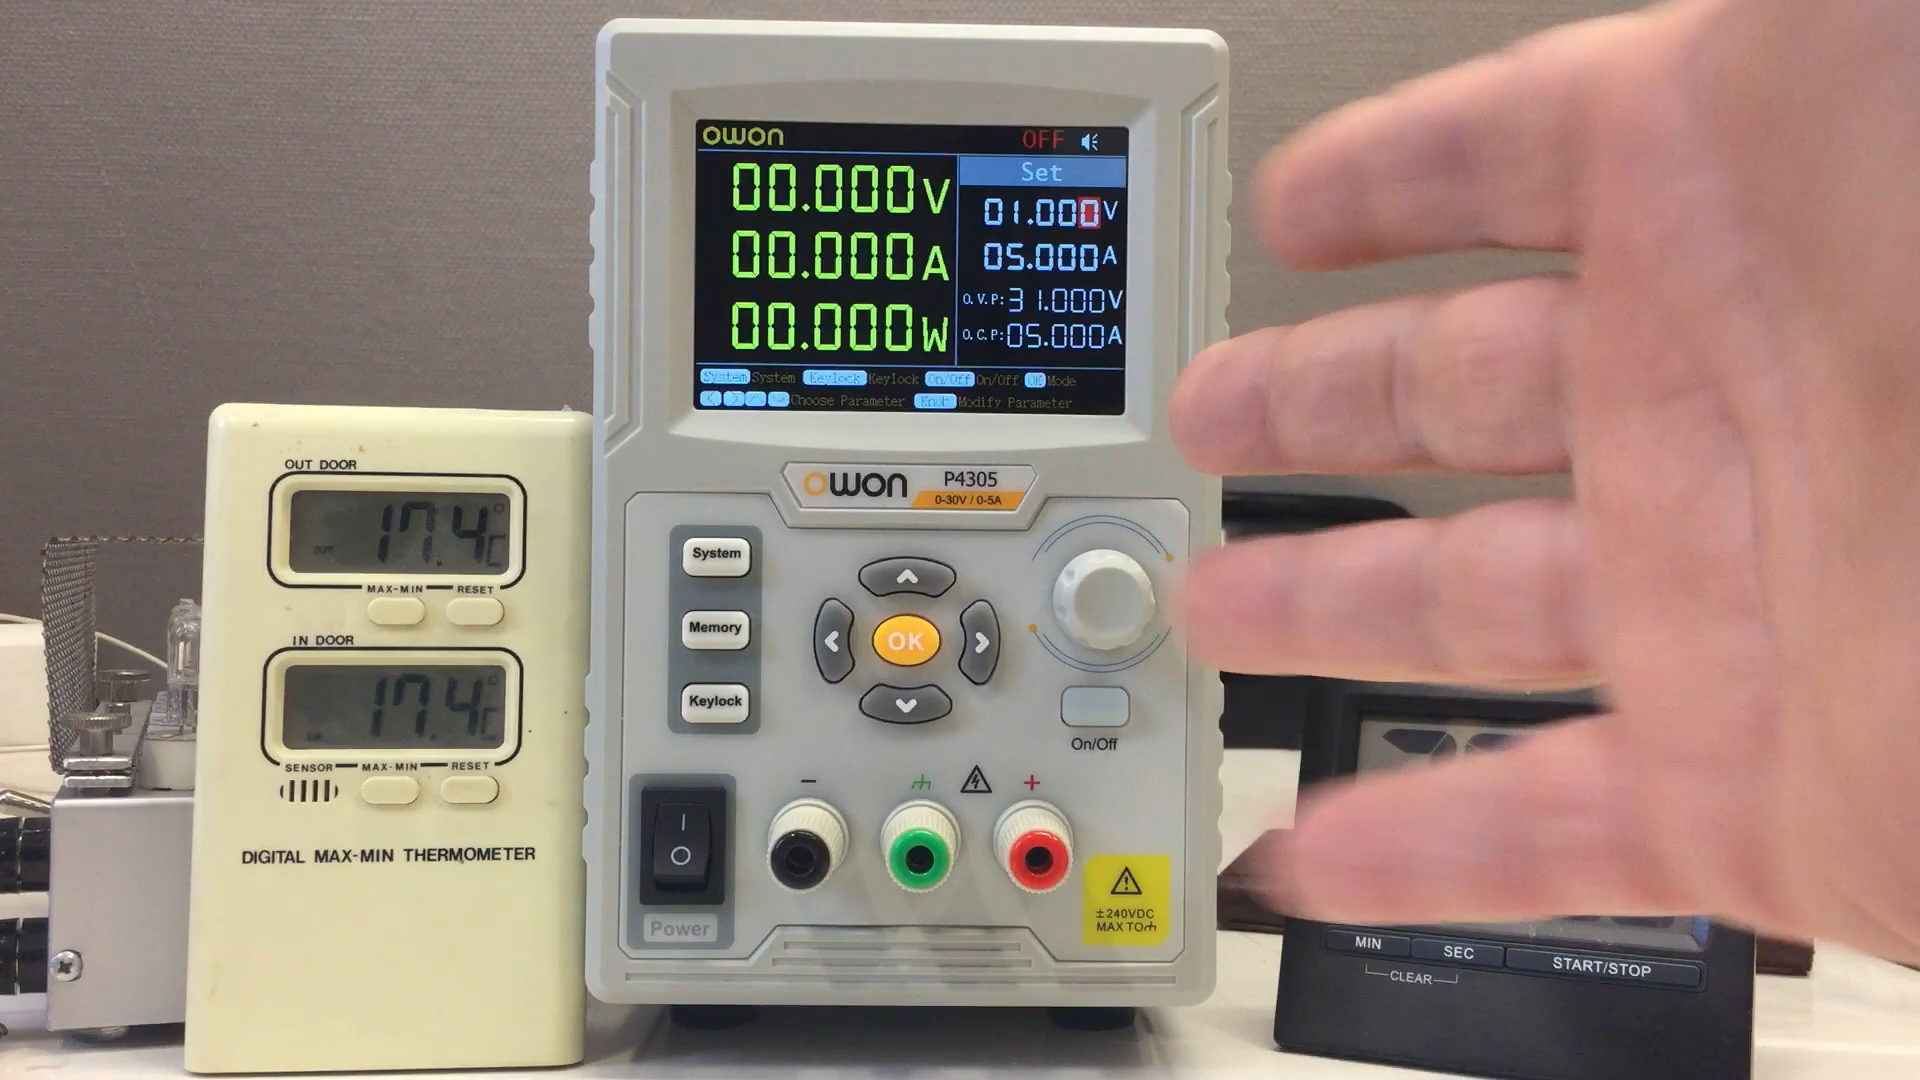 OWON OFF
00.000V
00.000A
00.000W
Set
01.000V
05.000A
O.V.P:31.000V
O.C.P:05.000A
System System Keylock Keylock On/Off On/Off OK Mode
Choose Parameter Knob Modify Parameter
OWON P4305
0-30V / 0-5A
System
Memory
Keylock
OK
On/Off
Power
I
O
-
+
±240VDC
MAX TO
OUT DOOR
OUT 17.4°C
MAX-MIN RESET
IN DOOR
17.4°C
SENSOR MAX-MIN RESET
DIGITAL MAX-MIN THERMOMETER
MIN SEC START/STOP
CLEAR